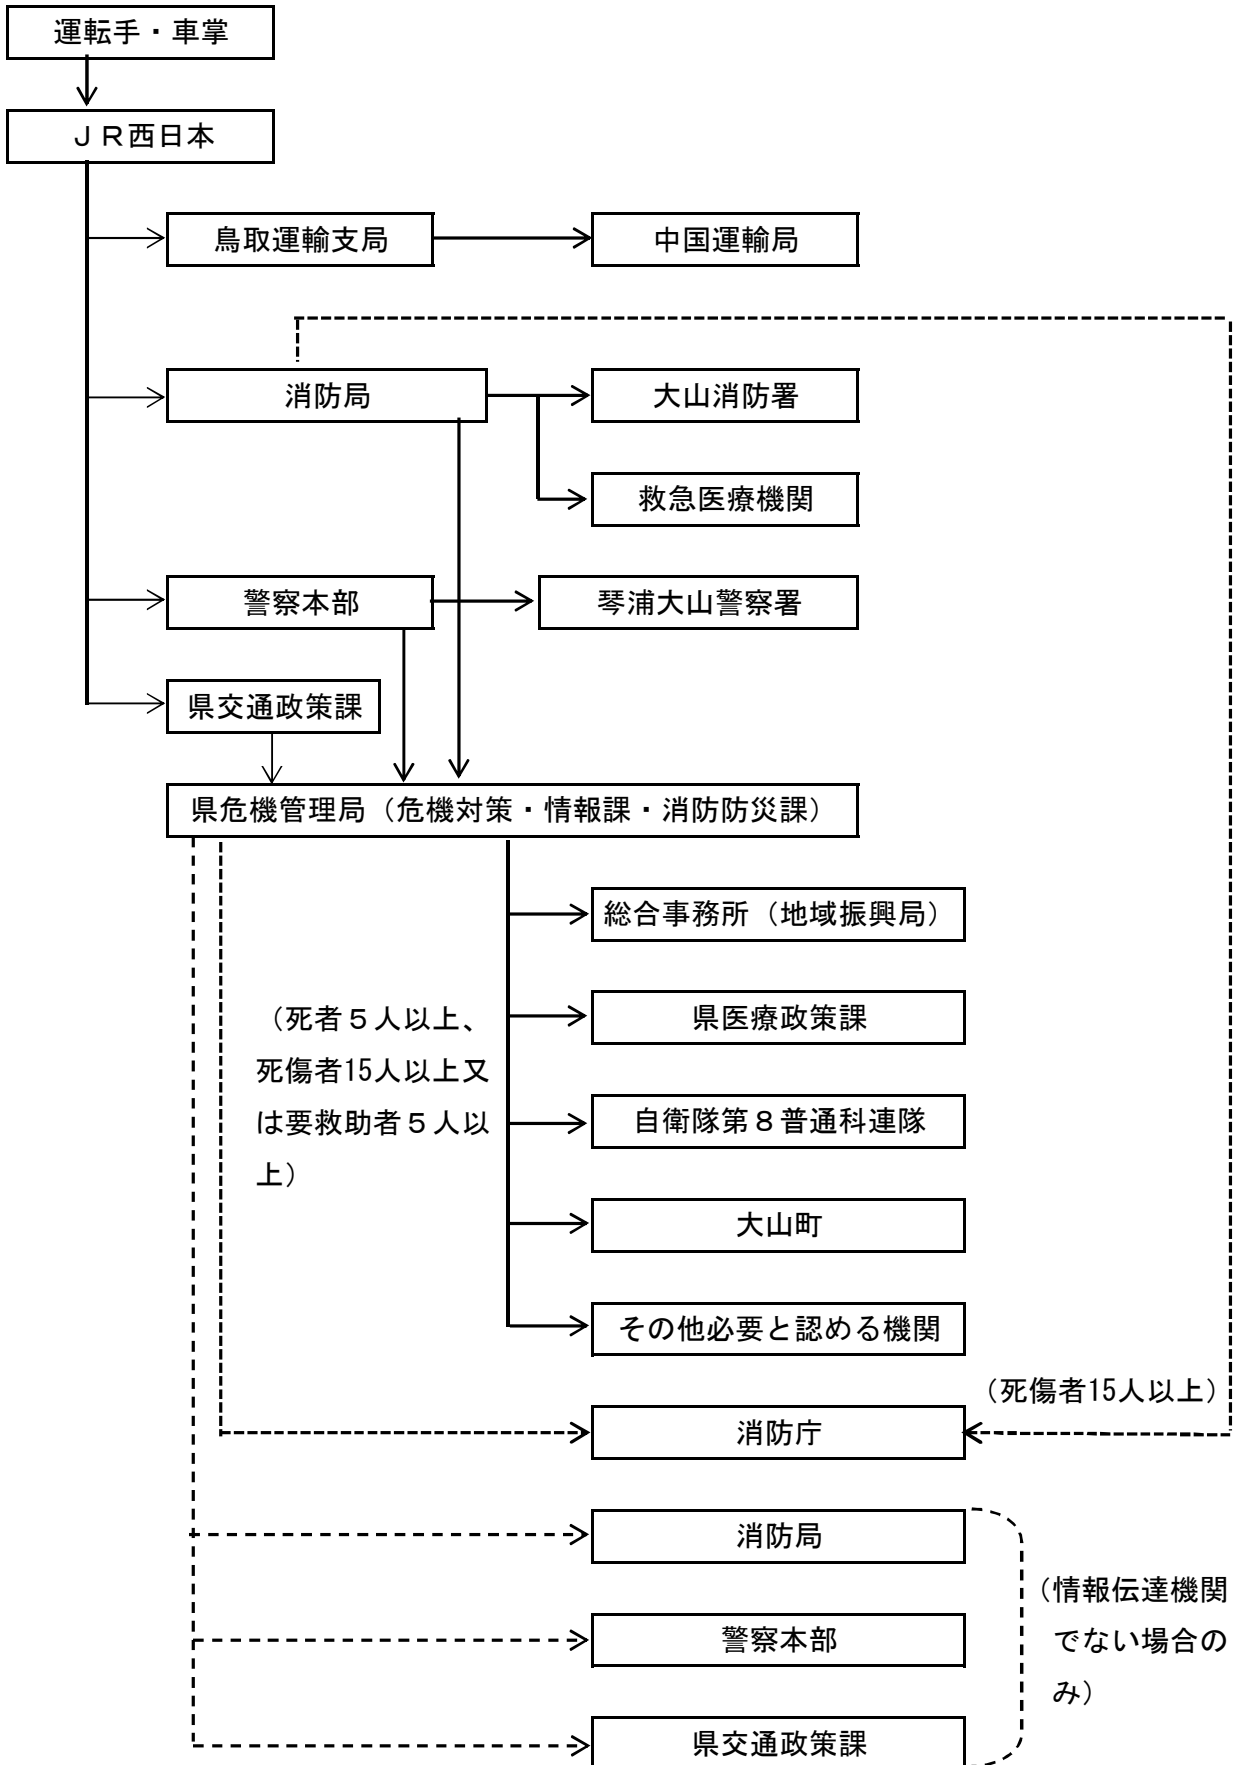 運転手・車掌
ＪＲ西日本
鳥取運輸支局
中国運輸局
消防局
大山消防署
救急医療機関
警察本部
琴浦大山警察署
県交通政策課
県危機管理局（危機対策・情報課・消防防災課）
総合事務所（地域振興局）
（死者５人以上、
死傷者15人以上又
は要救助者５人以
上）
県医療政策課
自衛隊第８普通科連隊
大山町
その他必要と認める機関
（死傷者15人以上）
消防庁
消防局
（情報伝達機関
でない場合の
み）
警察本部
県交通政策課